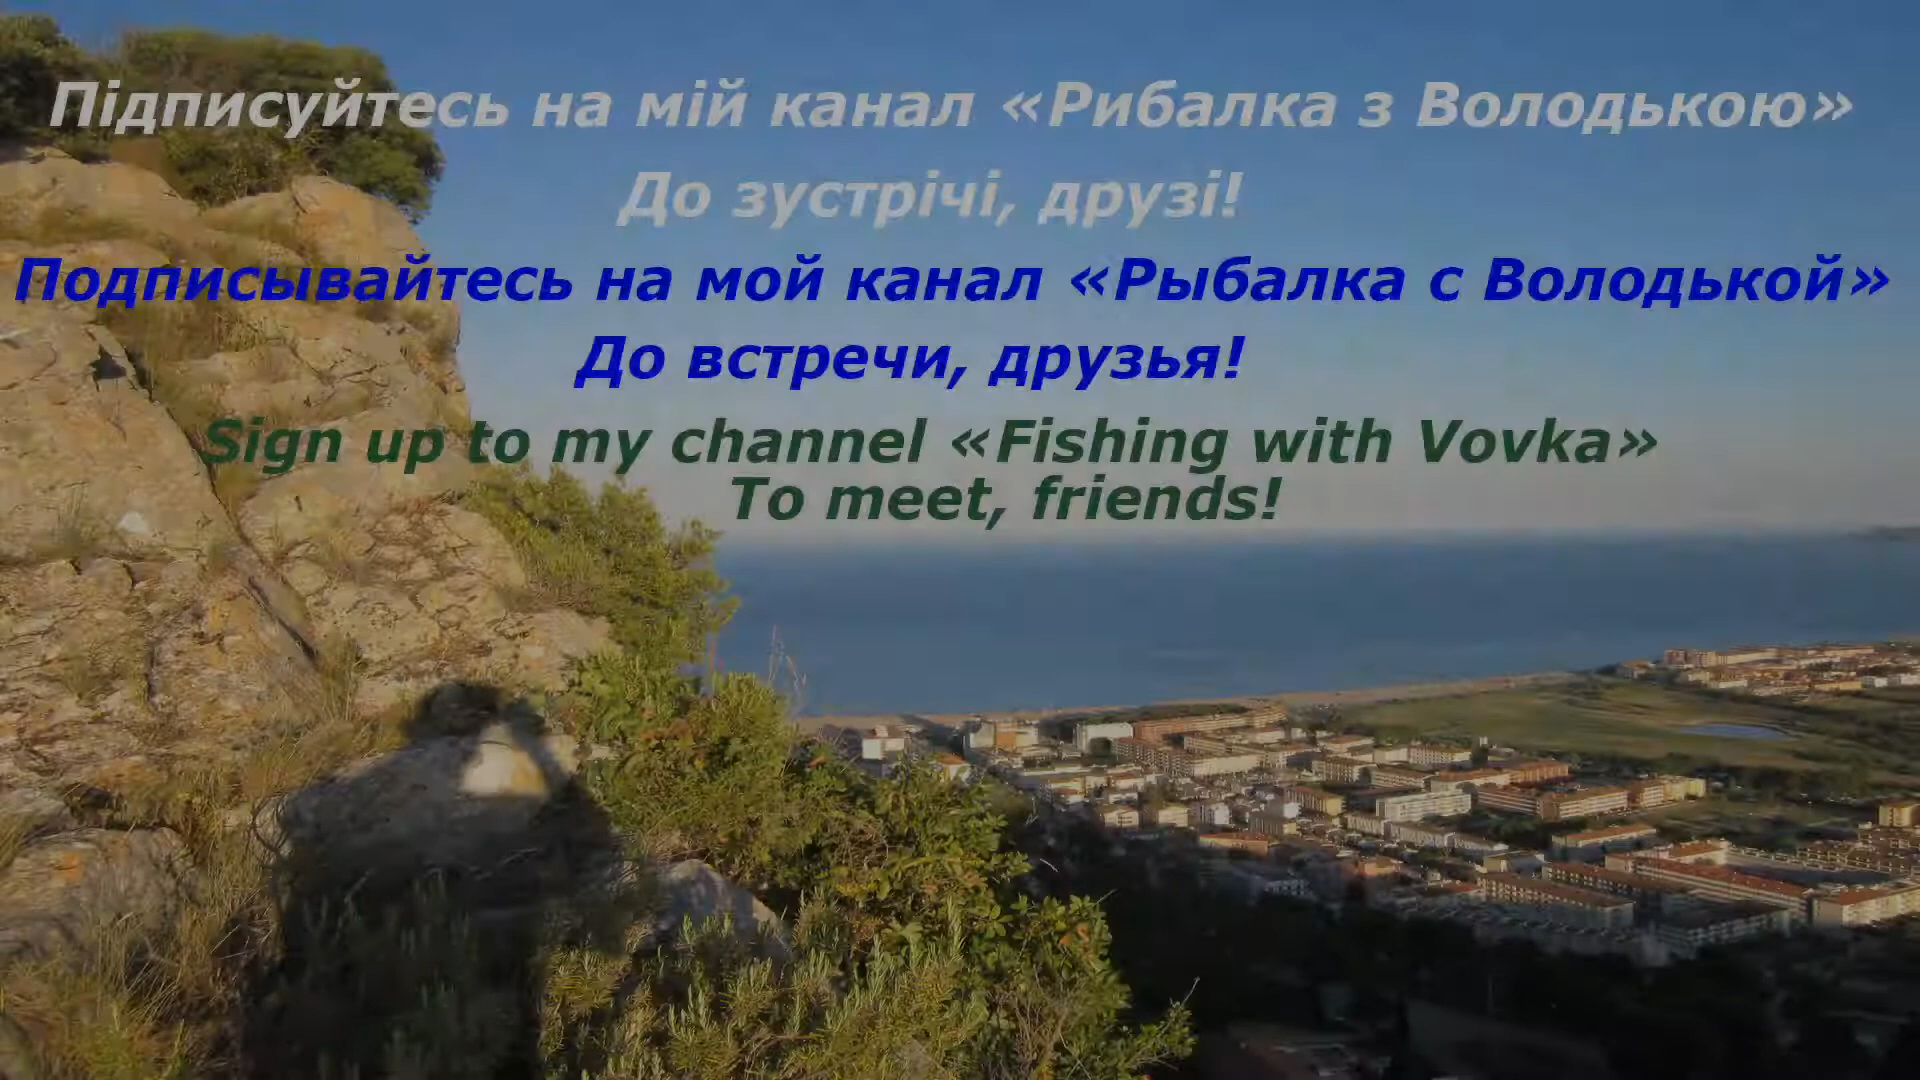 Підписуйтесь на мій канал «Рибалка з Володькою»
До зустрічі, друзі!
Подписывайтесь на мой канал «Рыбалка с Володькой»
До встречи, друзья!
Sign up to my channel «Fishing with Vovka»
To meet, friends!